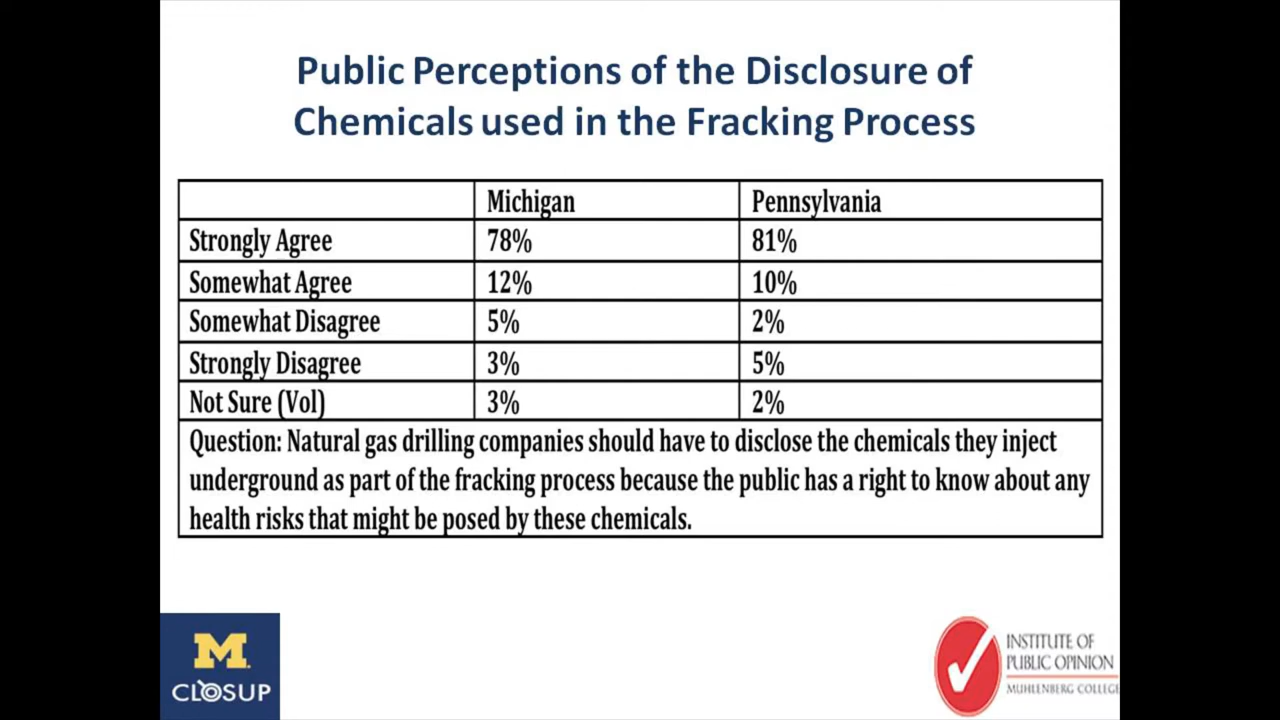 Public Perceptions of the Disclosure of
Chemicals used in the Fracking Process
Michigan Pennsylvania
Strongly Agree 78% 81%
Somewhat Agree 12% 10%
Somewhat Disagree 5% 2%
Strongly Disagree 3% 5%
Not Sure (Vol) 3% 2%
Question: Natural gas drilling companies should have to disclose the chemicals they inject
underground as part of the fracking process because the public has a right to know about any
health risks that might be posed by these chemicals.
M
CLOSUP
INSTITUTE OF
PUBLIC OPINION
MUHLENBERG COLLEGE